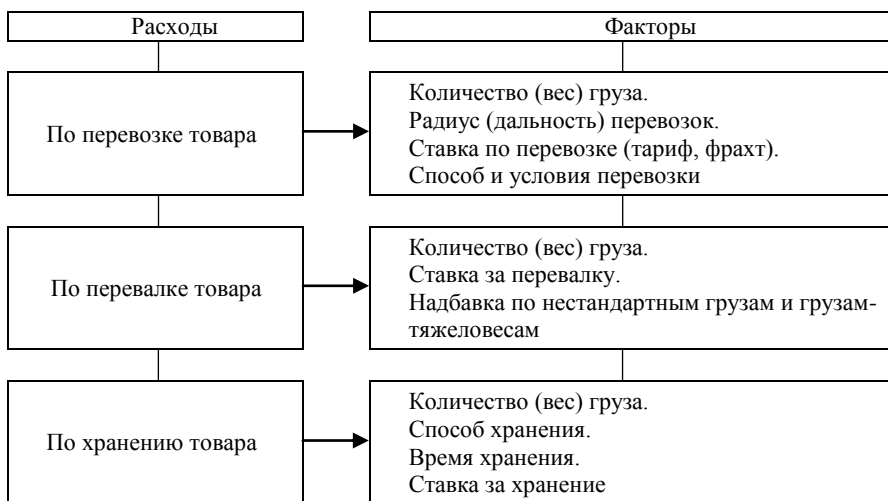 Расходы
Факторы
По перевозке товара
Количество (вес) груза.
Радиус (дальность) перевозок.
Ставка по перевозке (тариф, фрахт).
Способ и условия перевозки
По перевалке товара
Количество (вес) груза.
Ставка за перевалку.
Надбавка по нестандартным грузам и грузам-
тяжеловесам
По хранению товара
Количество (вес) груза.
Способ хранения.
Время хранения.
Ставка за хранение